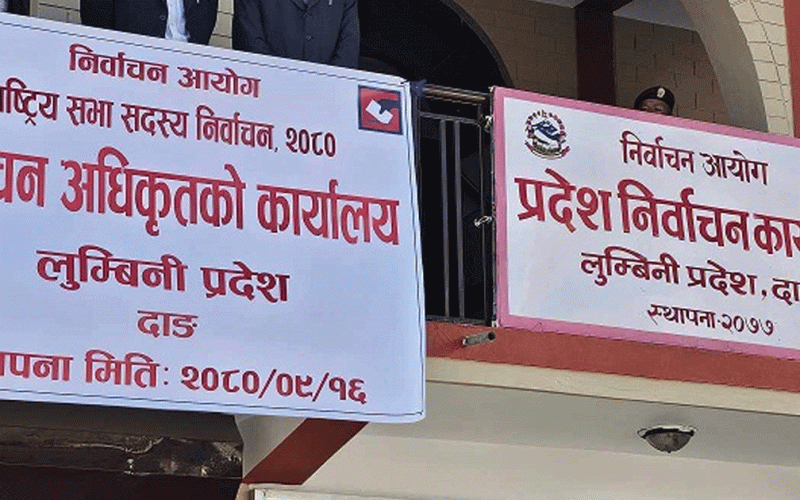 निर्वाचन आयोग
ाष्ट्रिय सभा सदस्य निर्वाचन, २०८०
चन अधिकृतको कार्यालय
लुम्बिनी प्रदेश
दाङ
ापना मिति: २०८०/०९/१६
निर्वाचन आयोग
प्रदेश निर्वाचन का
लुम्बिनी प्रदेश, दा
स्थापना-२०७७